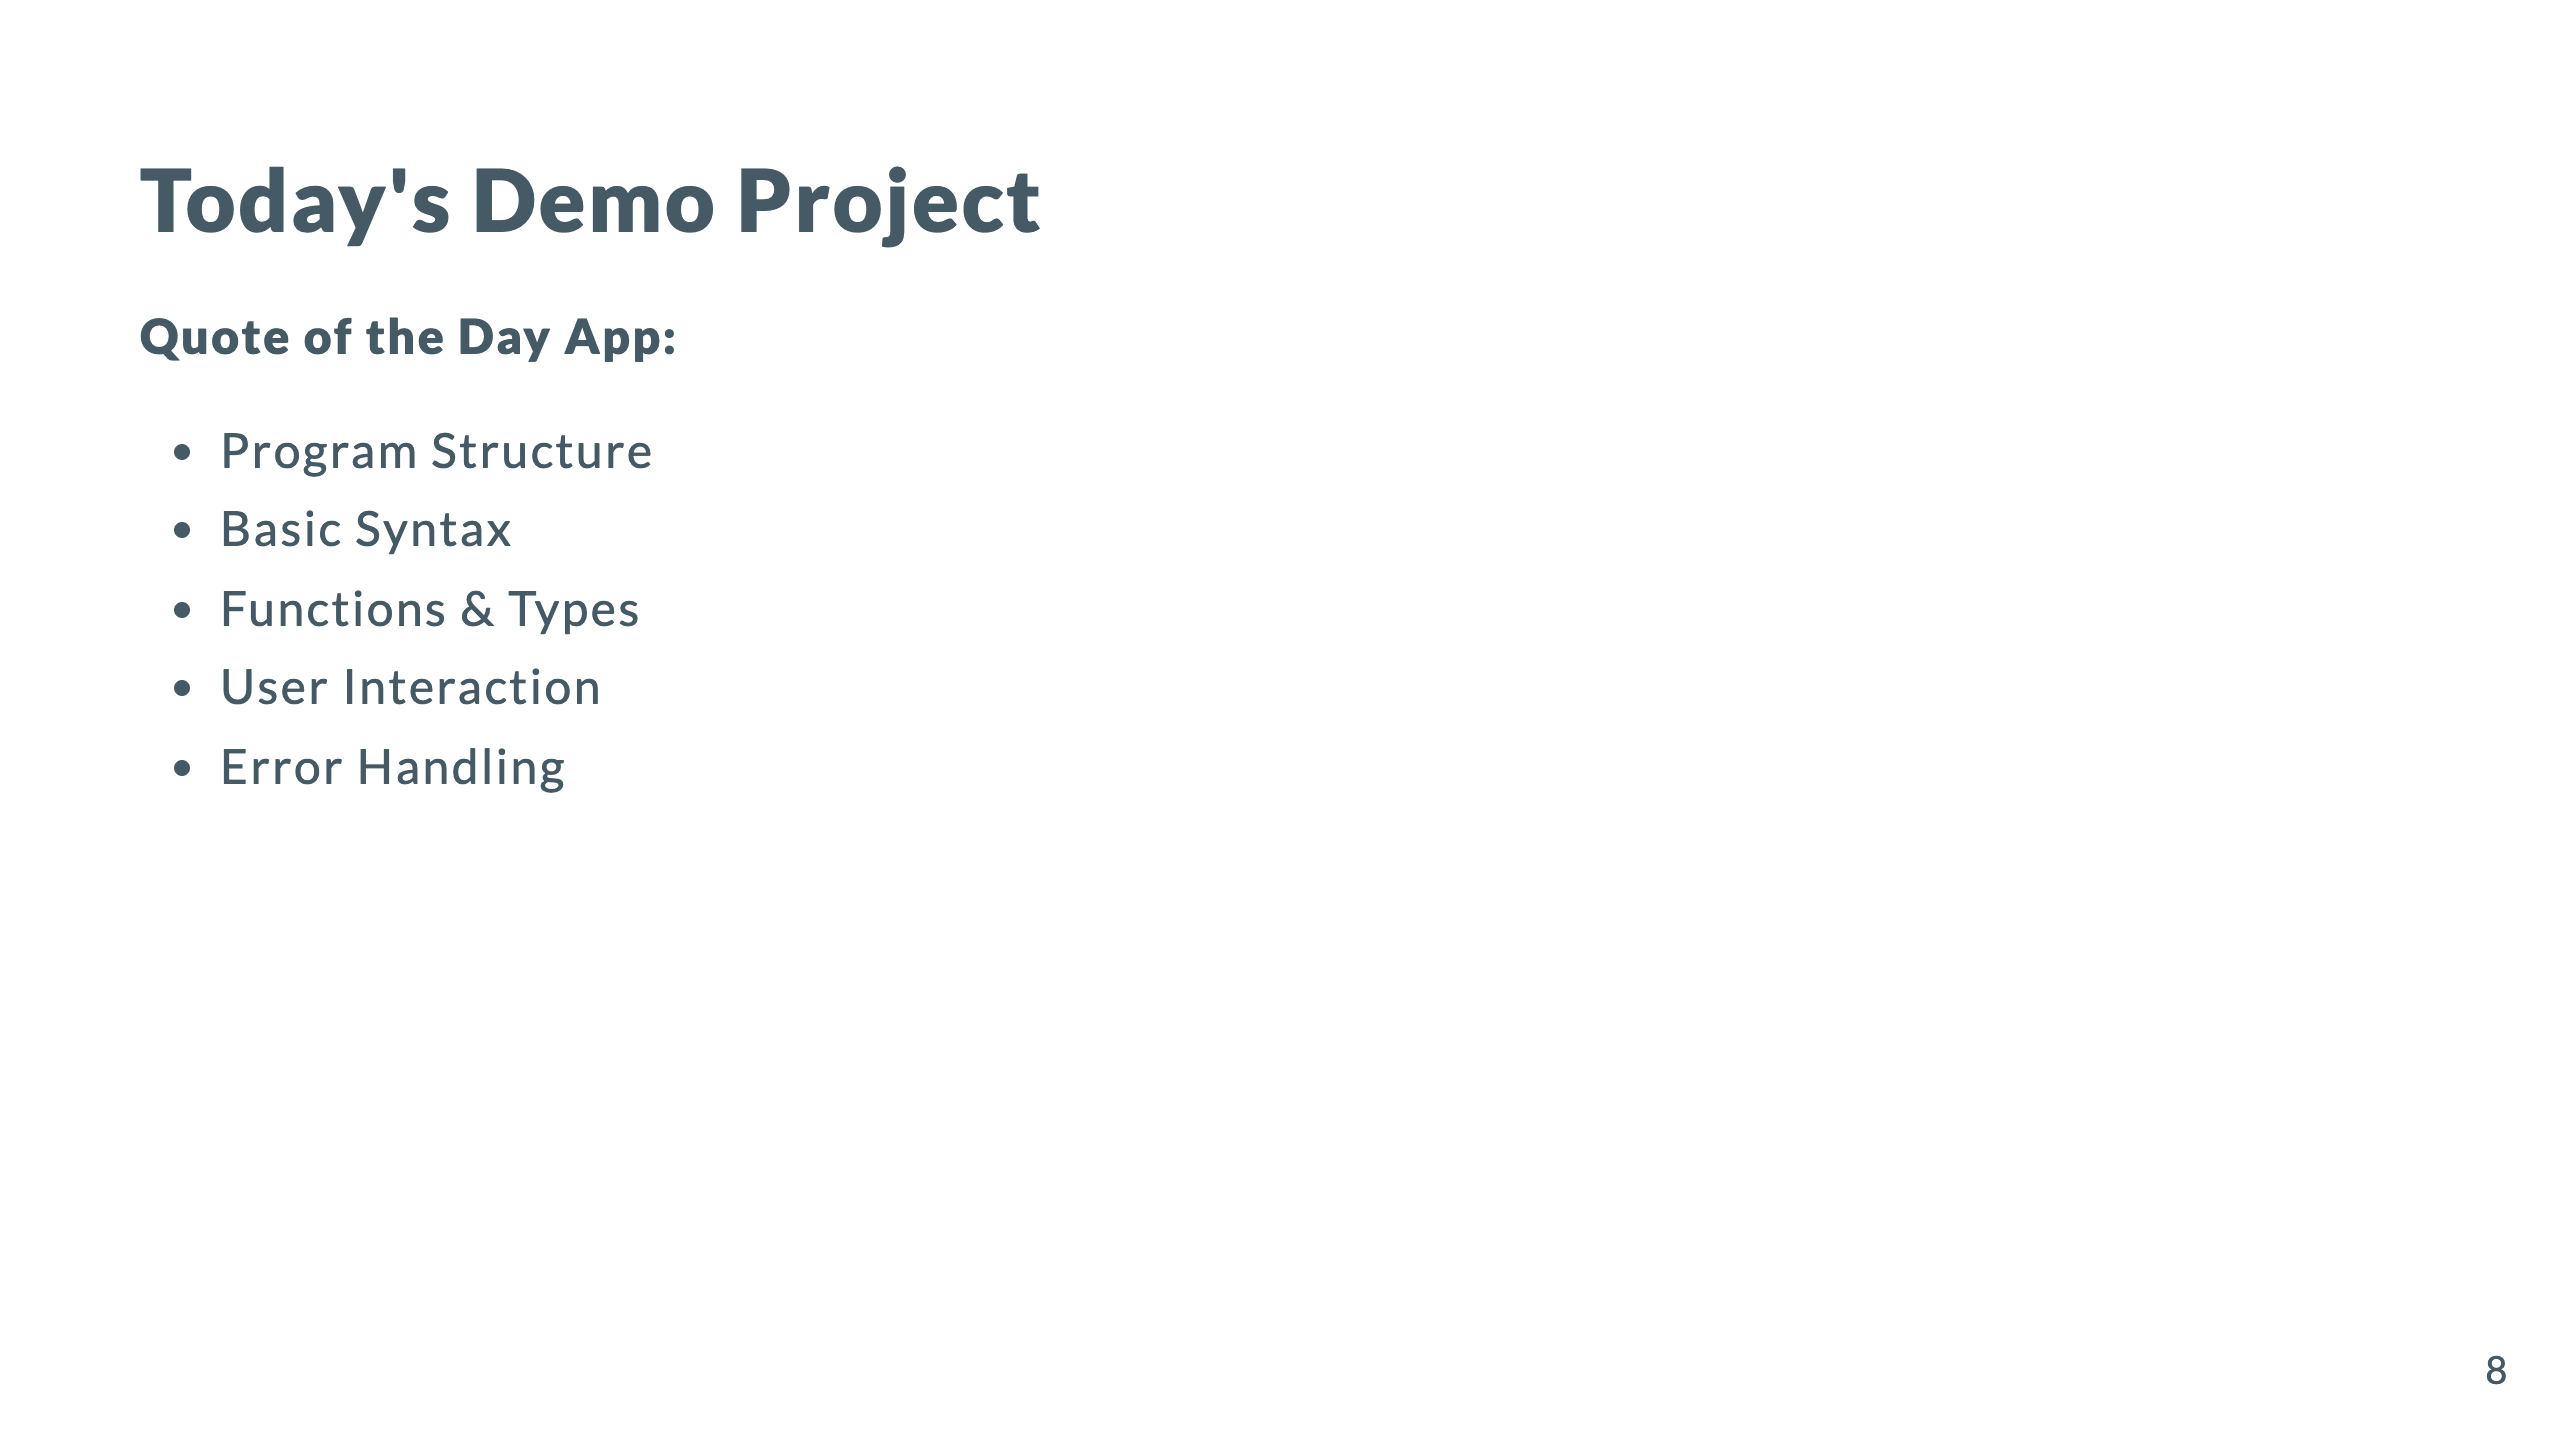 Today's Demo Project
Quote of the Day App:
• Program Structure
• Basic Syntax
• Functions & Types
• User Interaction
• Error Handling
8